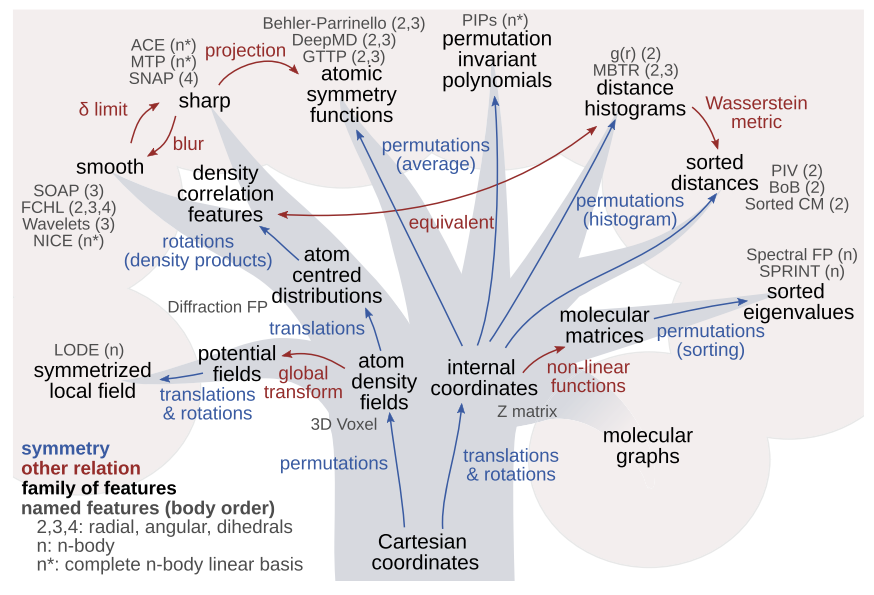 Behler-Parrinello (2,3)
DeepMD (2,3)
GTTP (2,3)
atomic
symmetry
functions
PIPs (n*)
permutation
invariant
polynomials
ACE (n*)
MTP (n*)
SNAP (4)
sharp
projection
g(r) (2)
MBTR (2,3)
distance
histograms
Wasserstein
metric
δ limit
blur
smooth
SOAP (3)
FCHL (2,3,4)
Wavelets (3)
NICE (n*)
density
correlation
features
permutations
(average)
sorted
distances
PIV (2)
BoB (2)
Sorted CM (2)
permutations
(histogram)
equivalent
rotations
(density products)
atom
centred
distributions
Diffraction FP
translations
Spectral FP (n)
SPRINT (n)
sorted
eigenvalues
molecular
matrices
permutations
(sorting)
LODE (n)
symmetrized
local field
potential
fields
translations
& rotations
global
transform
atom
density
fields
3D Voxel
internal
coordinates
Z matrix
non-linear
functions
molecular
graphs
permutations
translations
& rotations
Cartesian
coordinates
symmetry
other relation
family of features
named features (body order)
2,3,4: radial, angular, dihedrals
n: n-body
n*: complete n-body linear basis